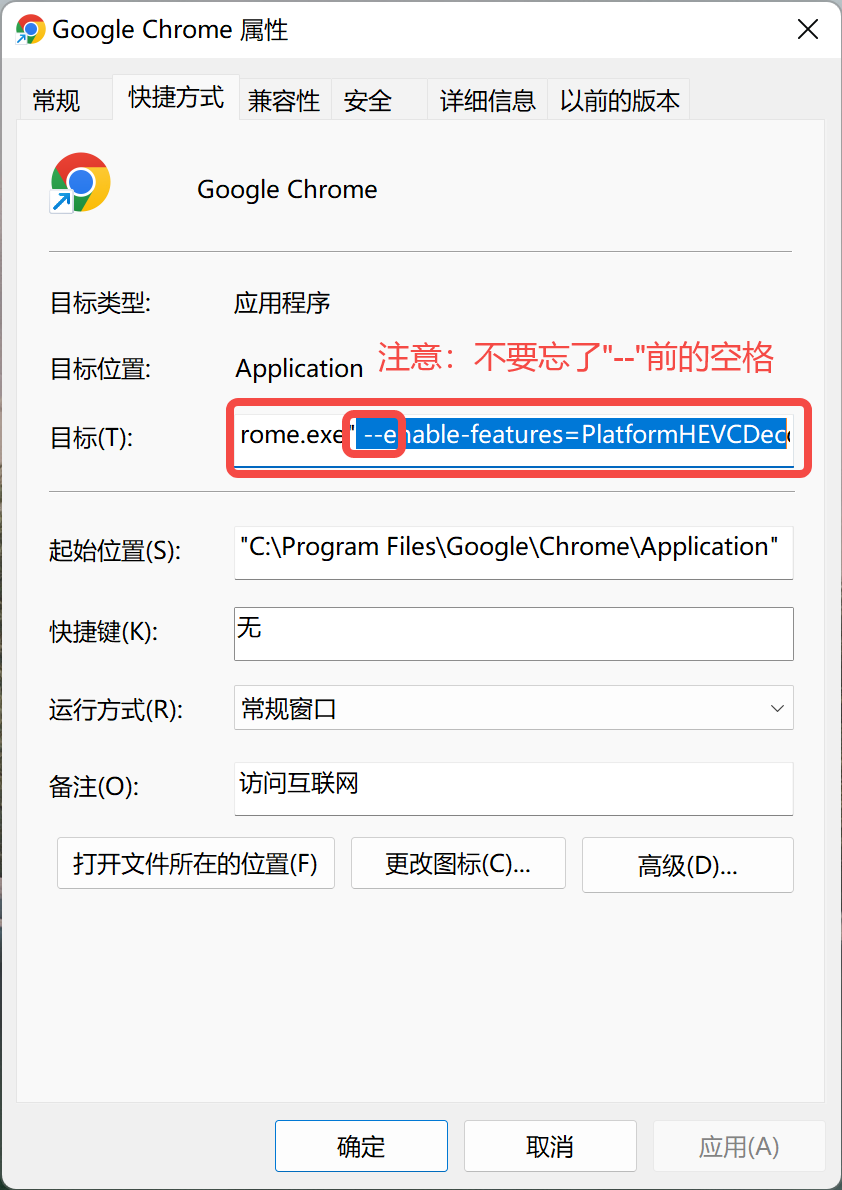 Google Chrome 属性
常规 快捷方式 兼容性 安全 详细信息 以前的版本
Google Chrome
目标类型: 应用程序
目标位置: Application
注意：不要忘了"--"前的空格
目标(T): rome.exe" --enable-features=PlatformHEVCDec
起始位置(S): "C:\Program Files\Google\Chrome\Application"
快捷键(K): 无
运行方式(R): 常规窗口
备注(O): 访问互联网
打开文件所在的位置(F) 更改图标(C)... 高级(D)...
确定 取消 应用(A)